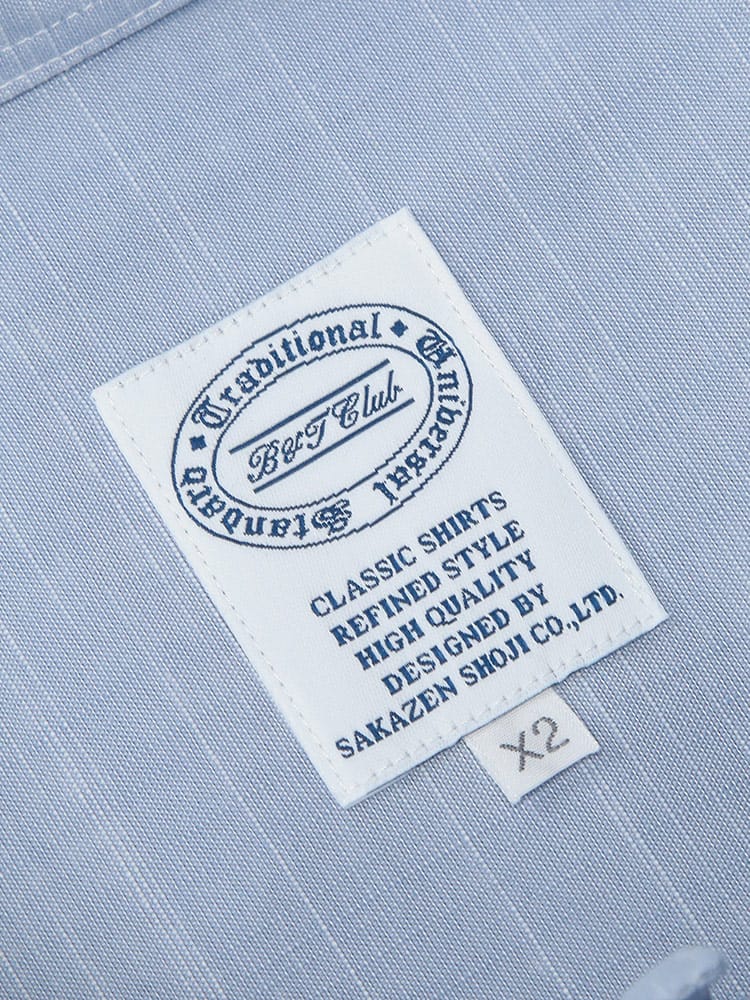 Traditional ◆ Universal Standard ◆
B&T Club
CLASSIC SHIRTS
REFINED STYLE
HIGH QUALITY
DESIGNED BY
SAKAZEN SHOJI CO.,LTD.
X2